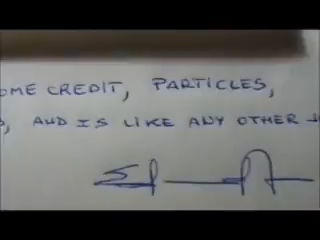 OME CREDIT, PARTICLES,
, AND IS LIKE ANY OTHER